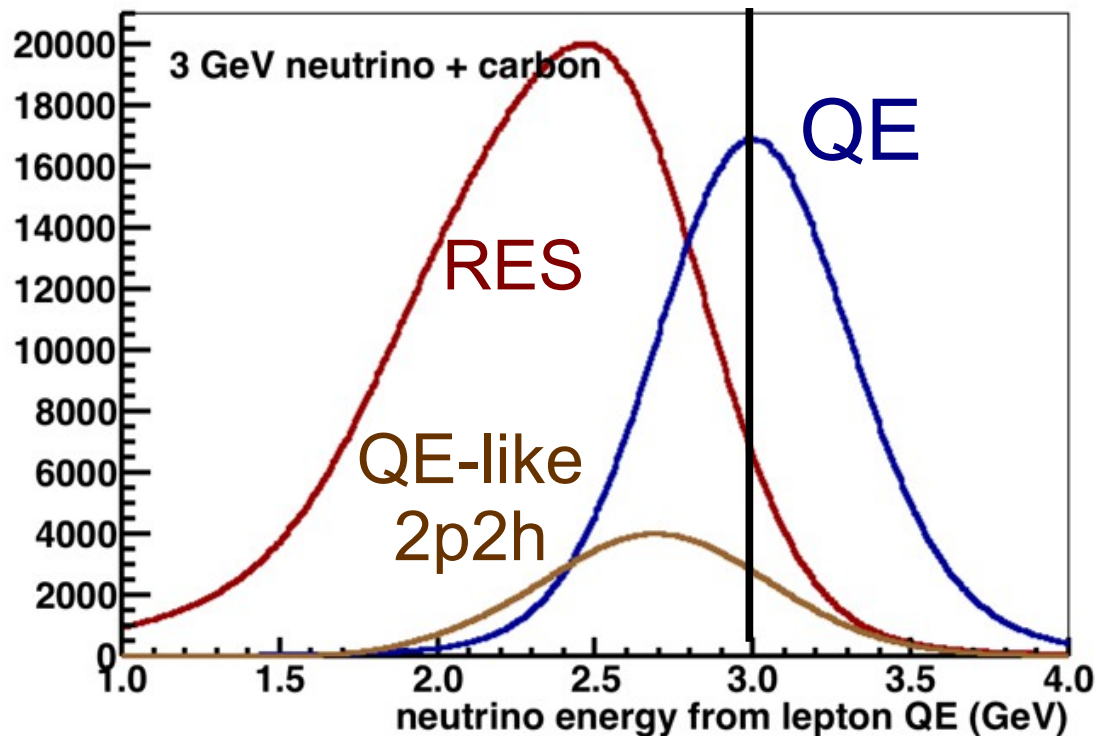 20000
18000
16000
14000
12000
10000
8000
6000
4000
2000
0
3 GeV neutrino + carbon
QE
RES
QE-like
2p2h
1.0 1.5 2.0 2.5 3.0 3.5 4.0
neutrino energy from lepton QE (GeV)